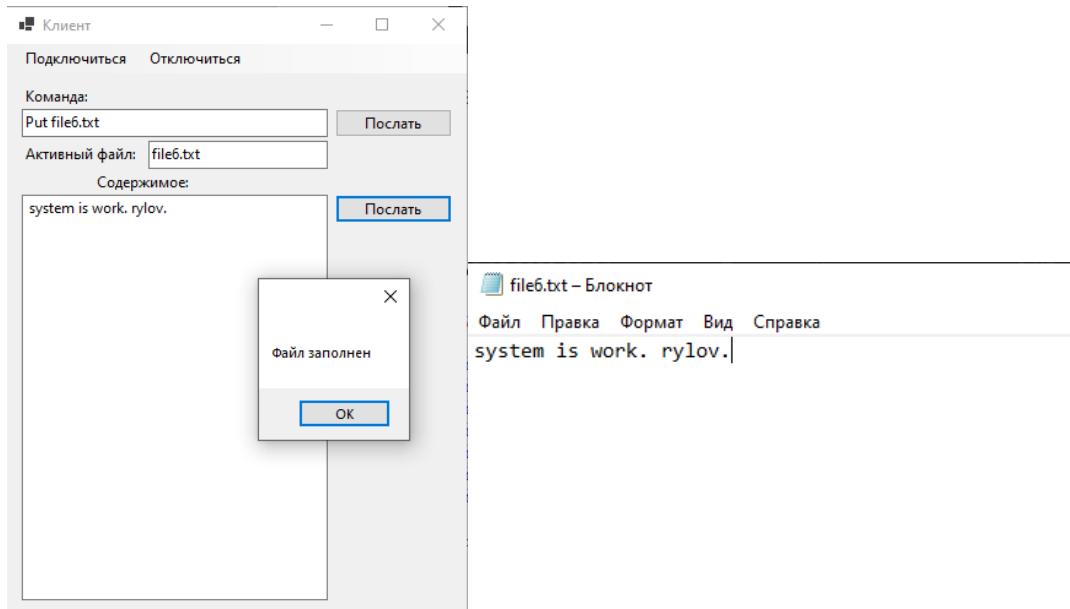 Клиент
Подключиться Отключиться
Команда:
Put file6.txt
Послать
Активный файл: file6.txt
Содержимое:
system is work. rylov.
Послать
Файл заполнен
OK
file6.txt – Блокнот
Файл Правка Формат Вид Справка
system is work. rylov.